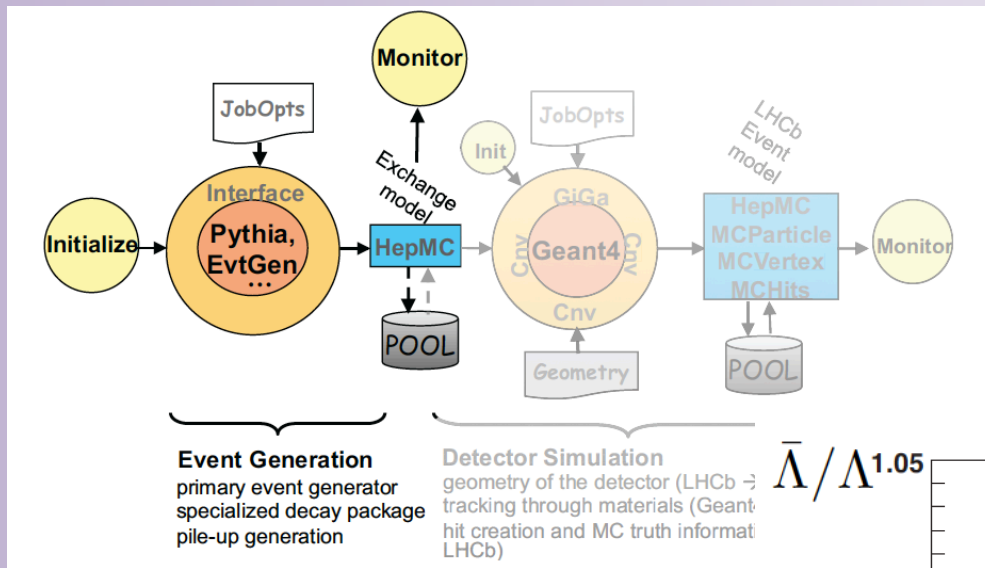 Monitor
JobOpts
JobOpts
LHCb
Event
model
Exchange
model
Init
Interface
GiGa
Initialize
Pythia,
EvtGen
...
HepMC
Cnv
Geant4
Cnv
Cnv
HepMC
MCParticle
MCVertex
MCHits
Monitor
POOL
Geometry
POOL
Event Generation
primary event generator
specialized decay package
pile-up generation
Detector Simulation
geometry of the detector (LHCb →
tracking through materials (Geant4
hit creation and MC truth informati
LHCb)
Λ̄/Λ
1.05